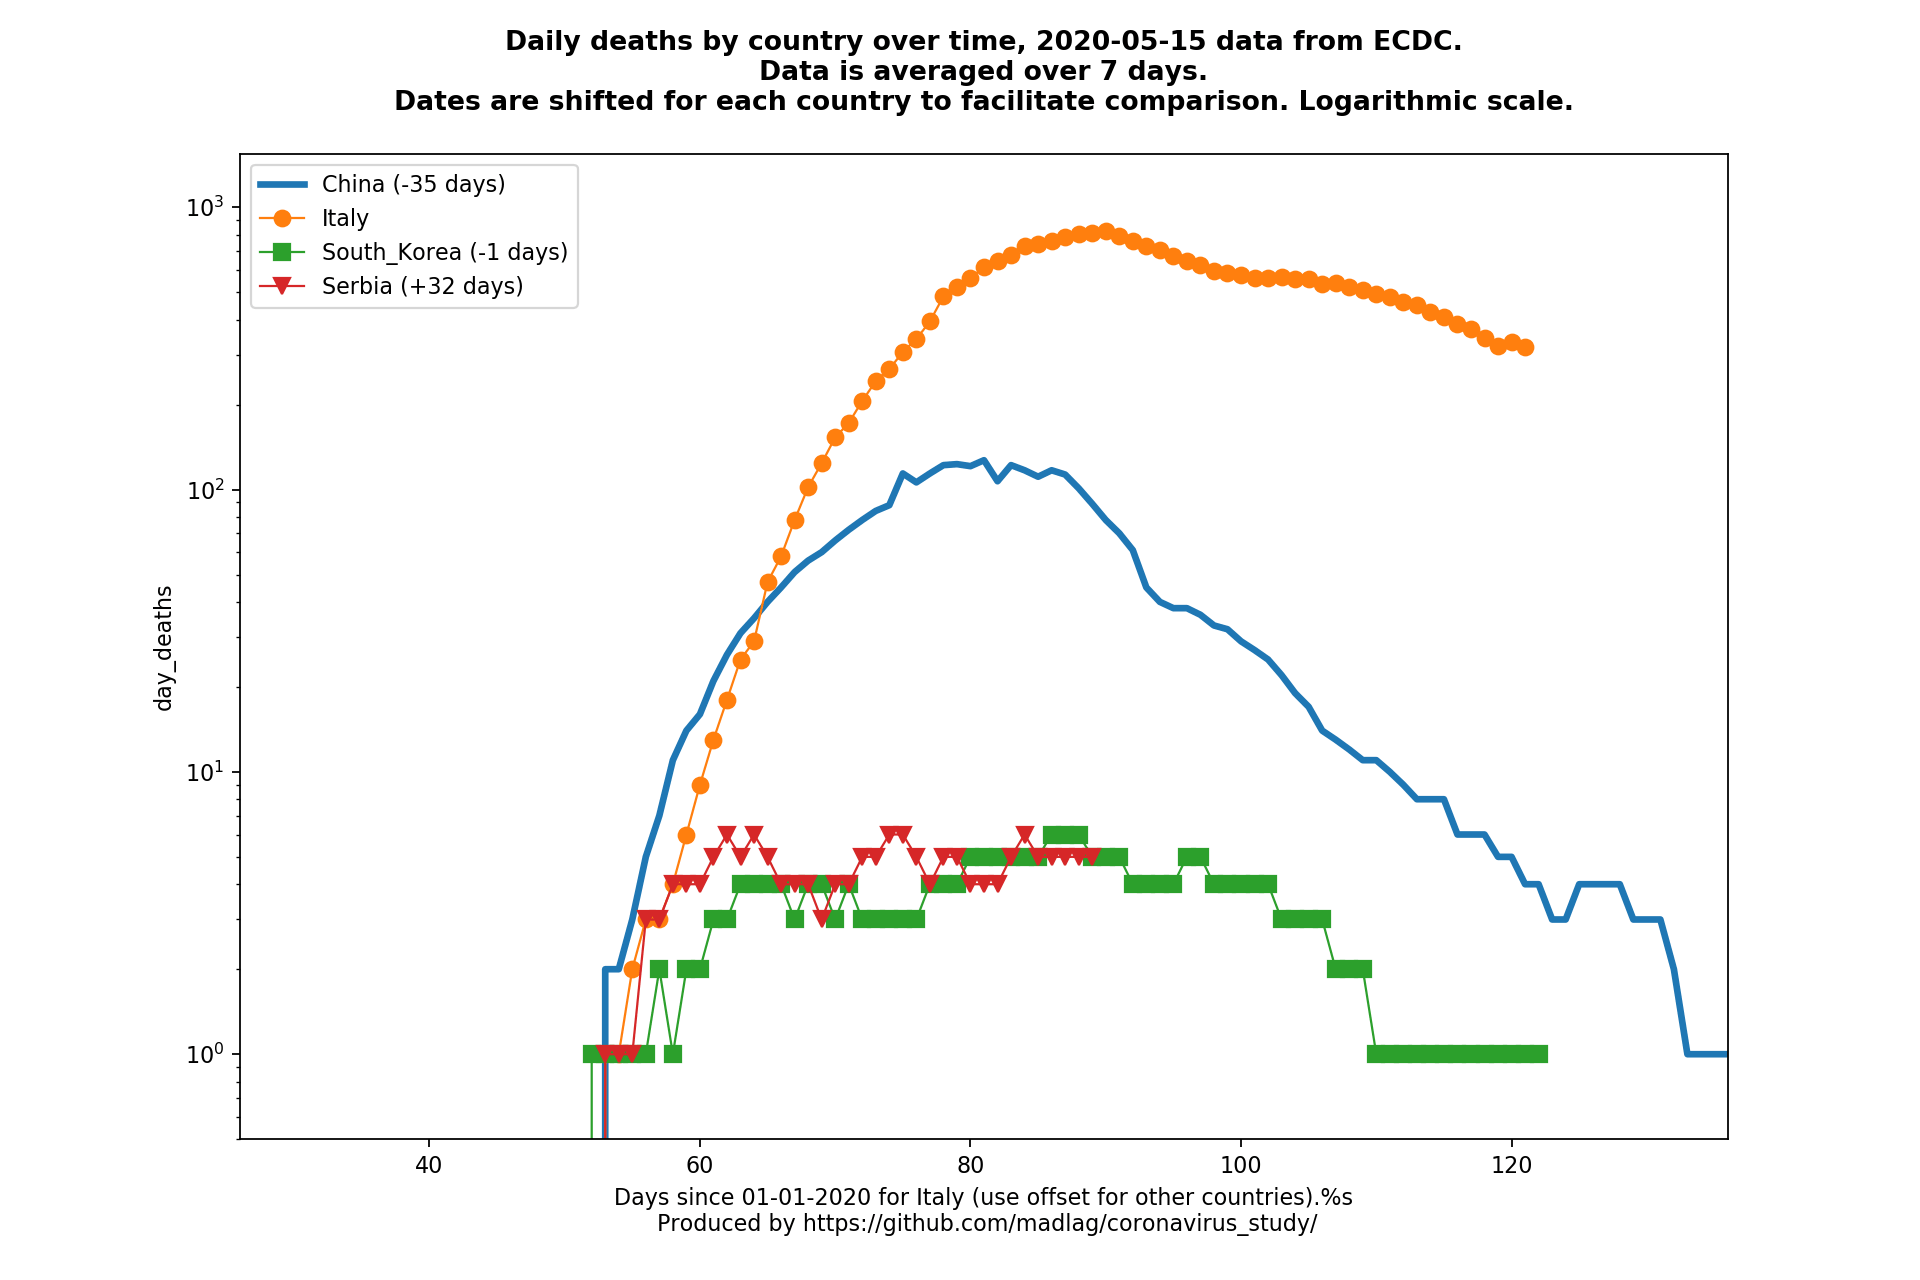 Daily deaths by country over time, 2020-05-15 data from ECDC.
Data is averaged over 7 days.
Dates are shifted for each country to facilitate comparison. Logarithmic scale.
China (-35 days)
Italy
South_Korea (-1 days)
Serbia (+32 days)
10³
10²
10¹
10⁰
day_deaths
40 60 80 100 120
Days since 01-01-2020 for Italy (use offset for other countries).%s
Produced by https://github.com/madlag/coronavirus_study/